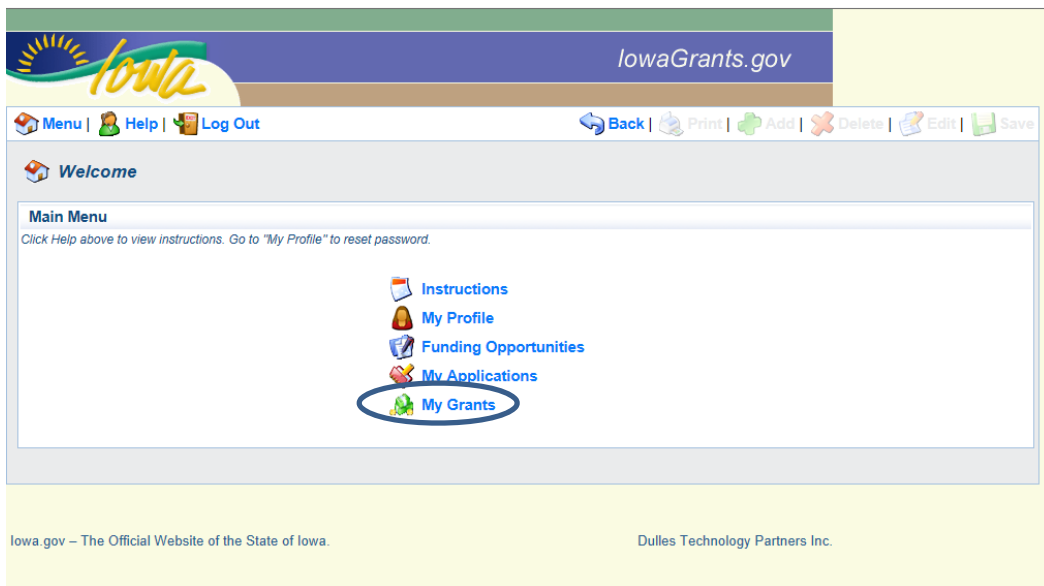 Iowa
IowaGrants.gov
Menu | Help | Log Out
Back | Print | Add | Delete | Edit | Save
Welcome
Main Menu
Click Help above to view instructions. Go to "My Profile" to reset password.
Instructions
My Profile
Funding Opportunities
My Applications
My Grants
Iowa.gov – The Official Website of the State of Iowa.
Dulles Technology Partners Inc.